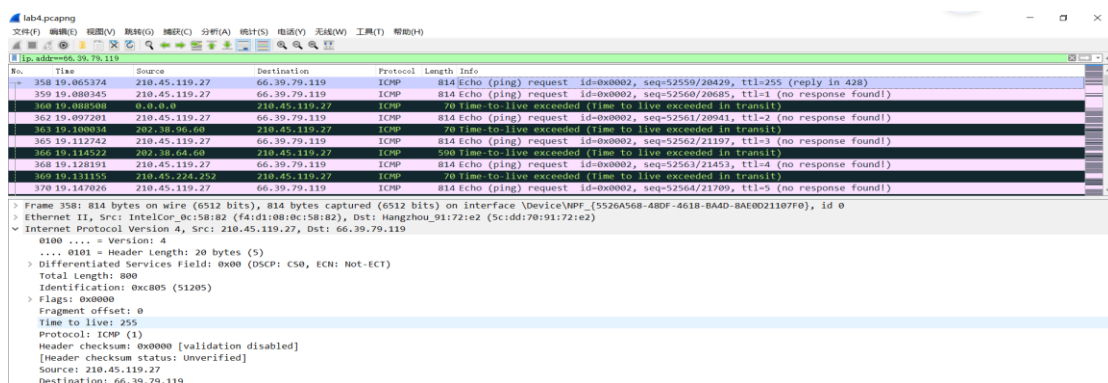 lab4.pcapng
文件(F) 编辑(E) 视图(V) 跳转(G) 捕获(C) 分析(A) 统计(S) 电话(Y) 无线(W) 工具(T) 帮助(H)
ip.addr==66.39.79.119
No. Time Source Destination Protocol Length Info
358 19.065374 210.45.119.27 66.39.79.119 ICMP 814 Echo (ping) request id=0x0002, seq=52559/20429, ttl=255 (reply in 428)
359 19.080345 210.45.119.27 66.39.79.119 ICMP 814 Echo (ping) request id=0x0002, seq=52560/20685, ttl=1 (no response found!)
360 19.088508 0.0.0.0 210.45.119.27 ICMP 70 Time-to-live exceeded (Time to live exceeded in transit)
362 19.097201 210.45.119.27 66.39.79.119 ICMP 814 Echo (ping) request id=0x0002, seq=52561/20941, ttl=2 (no response found!)
363 19.100034 202.38.96.60 210.45.119.27 ICMP 70 Time-to-live exceeded (Time to live exceeded in transit)
365 19.112742 210.45.119.27 66.39.79.119 ICMP 814 Echo (ping) request id=0x0002, seq=52562/21197, ttl=3 (no response found!)
366 19.114522 202.38.64.60 210.45.119.27 ICMP 590 Time-to-live exceeded (Time to live exceeded in transit)
368 19.128191 210.45.119.27 66.39.79.119 ICMP 814 Echo (ping) request id=0x0002, seq=52563/21453, ttl=4 (no response found!)
369 19.131155 210.45.224.252 210.45.119.27 ICMP 70 Time-to-live exceeded (Time to live exceeded in transit)
370 19.147026 210.45.119.27 66.39.79.119 ICMP 814 Echo (ping) request id=0x0002, seq=52564/21709, ttl=5 (no response found!)
Frame 358: 814 bytes on wire (6512 bits), 814 bytes captured (6512 bits) on interface \Device\NPF_{5526A568-48DF-4618-BA4D-8AE0D21107F0}, id 0
Ethernet II, Src: IntelCor_0c:58:82 (f4:d1:08:0c:58:82), Dst: Hangzhou_91:72:e2 (5c:dd:70:91:72:e2)
Internet Protocol Version 4, Src: 210.45.119.27, Dst: 66.39.79.119
0100 .... = Version: 4
.... 0101 = Header Length: 20 bytes (5)
Differentiated Services Field: 0x00 (DSCP: CS0, ECN: Not-ECT)
Total Length: 800
Identification: 0xc805 (51205)
Flags: 0x0000
Fragment offset: 0
Time to live: 255
Protocol: ICMP (1)
Header checksum: 0x0000 [validation disabled]
[Header checksum status: Unverified]
Source: 210.45.119.27
Destination: 66.39.79.119